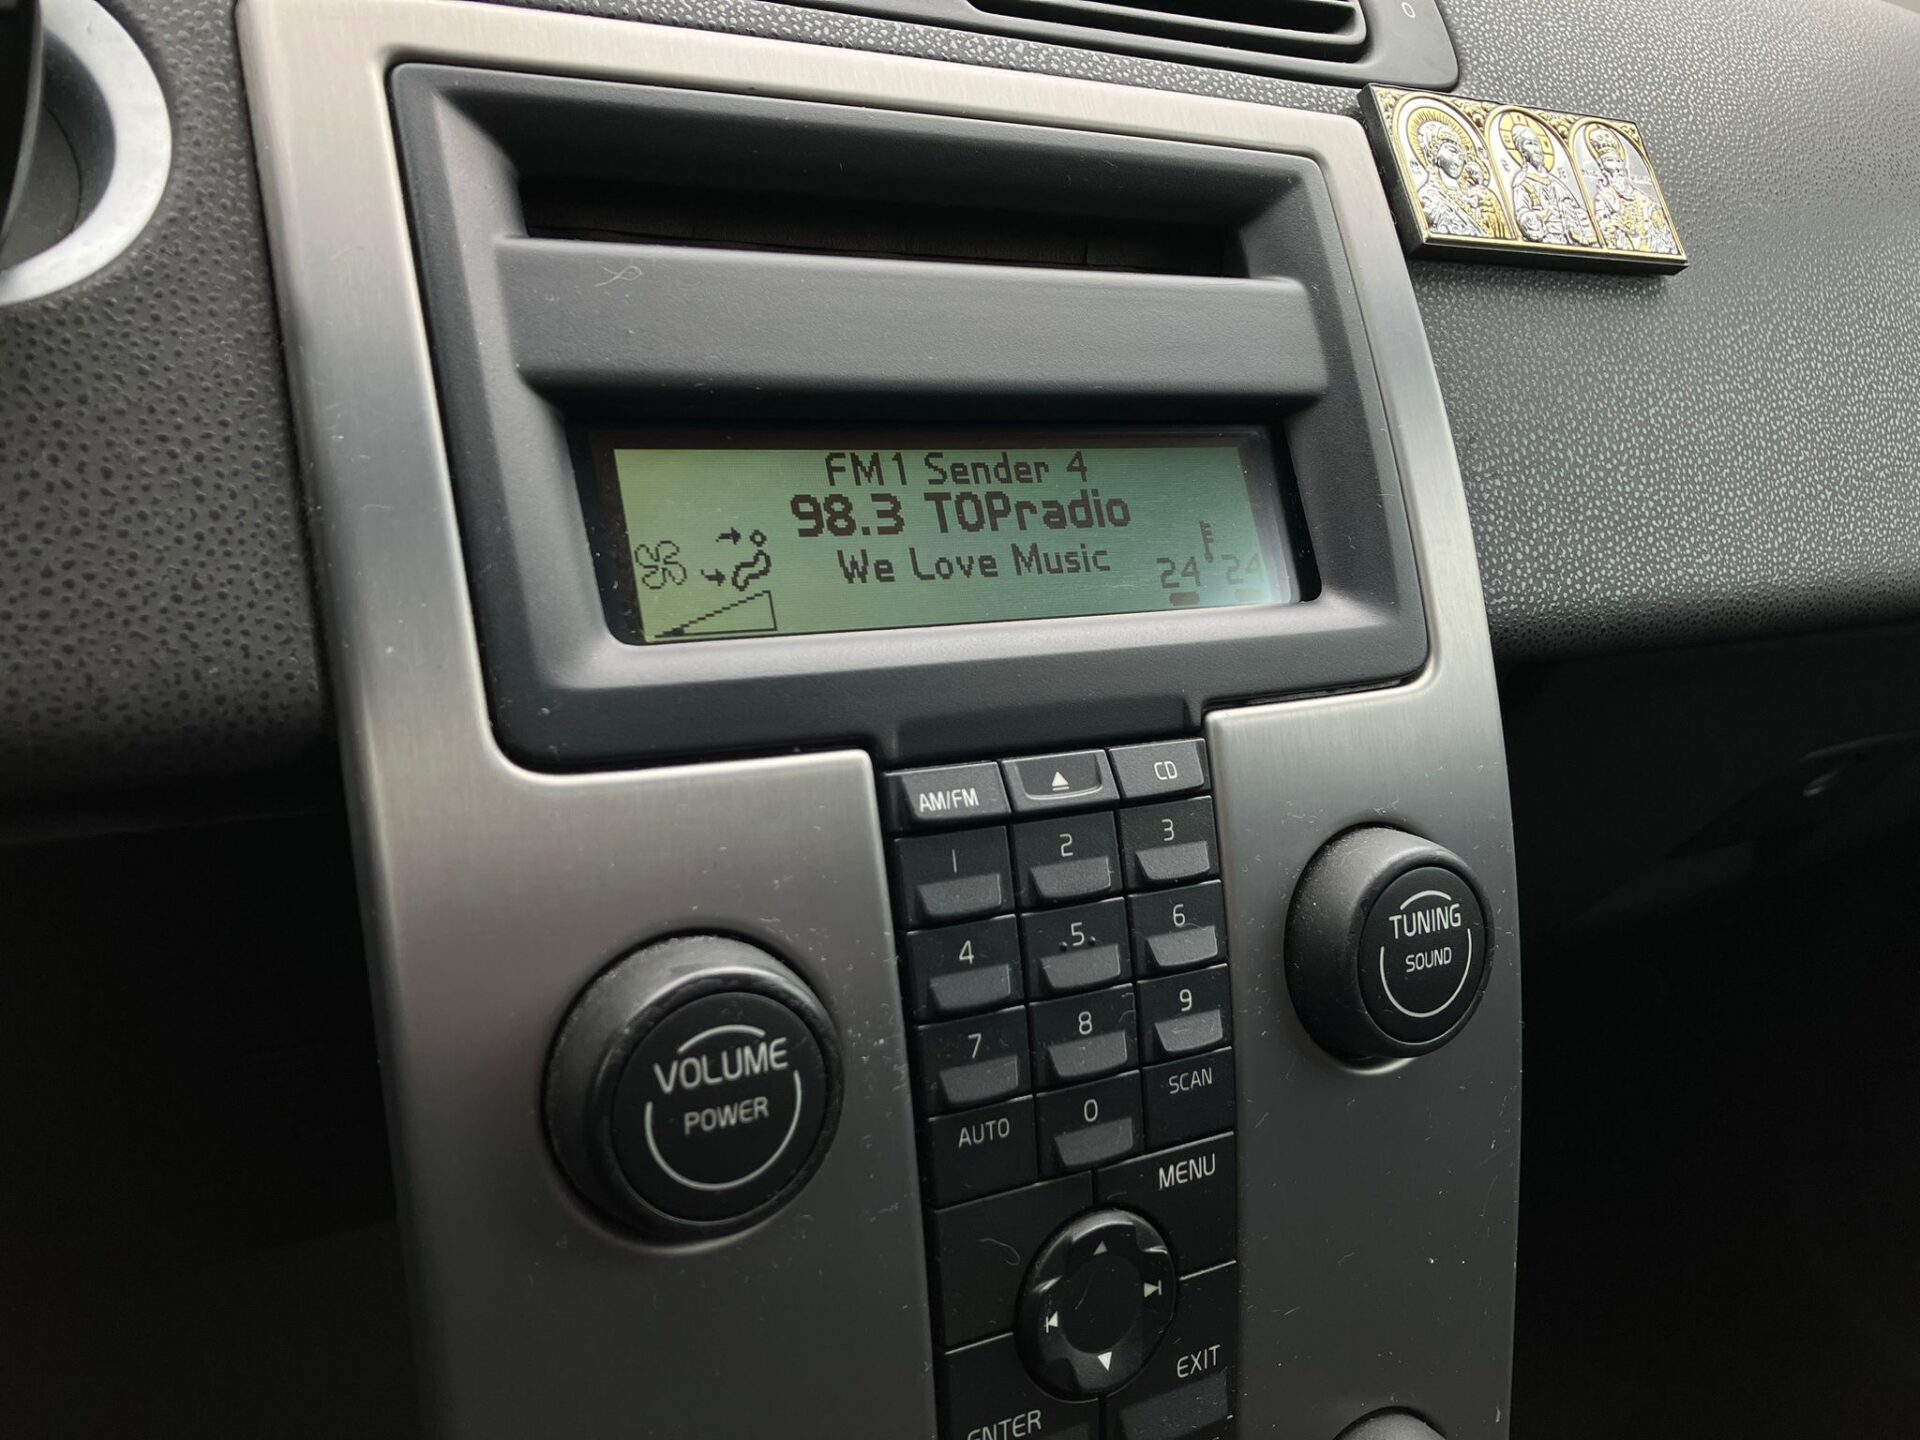 FM1 Sender 4
98.3 TOPradio
We Love Music
24 24
AM/FM
CD
1
2
3
4
.5.
6
7
8
9
AUTO
0
SCAN
MENU
EXIT
ENTER
VOLUME
POWER
TUNING
SOUND